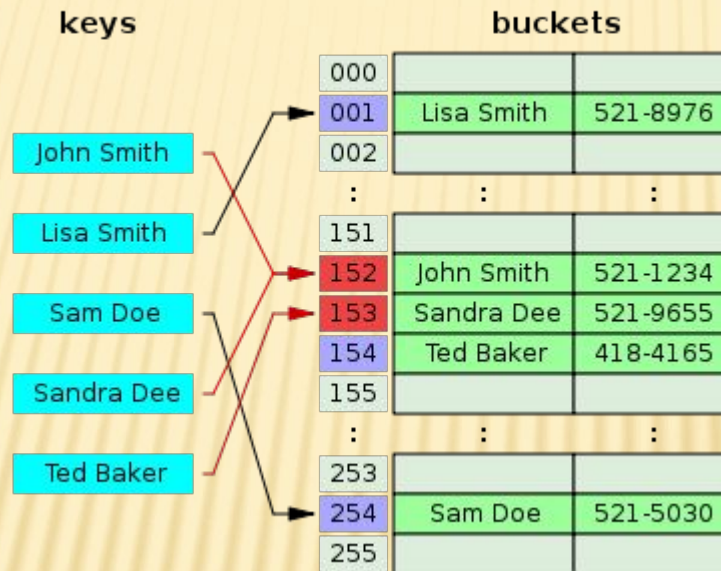 keys buckets
000
001 Lisa Smith 521-8976
John Smith 002
: : :
Lisa Smith 151
152 John Smith 521-1234
Sam Doe 153 Sandra Dee 521-9655
154 Ted Baker 418-4165
Sandra Dee 155
: : :
Ted Baker 253
254 Sam Doe 521-5030
255